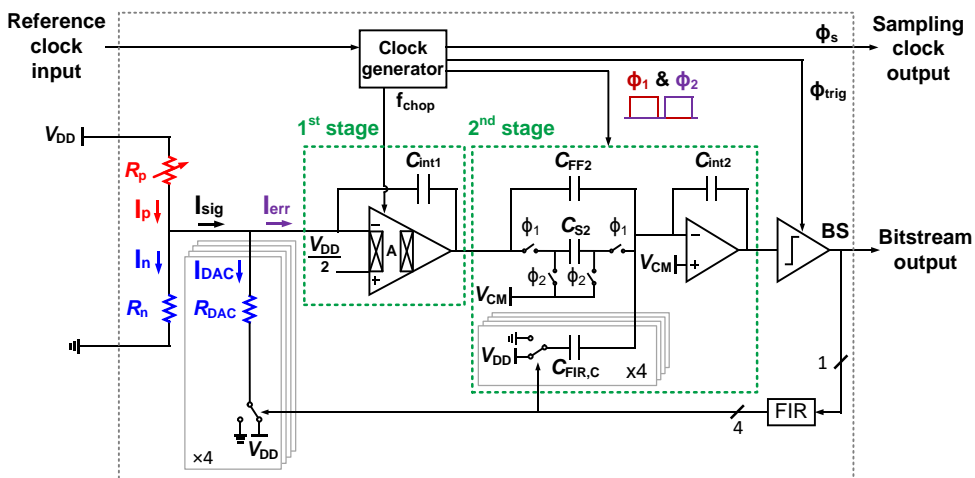 Reference
clock
input
Clock
generator
ϕs
Sampling
clock
output
fchop
ϕ1 & ϕ2
ϕtrig
1st stage
2nd stage
VDD
Rp
Ip
Isig
Ierr
In
Rn
IDAC
RDAC
VDD
×4
Cint1
VDD
2
−
A
+
CFF2
ϕ1
CS2
ϕ1
ϕ2
ϕ2
VCM
VDD
CFIR,C
×4
Cint2
−
VCM
+
BS
Bitstream
output
1
4
FIR